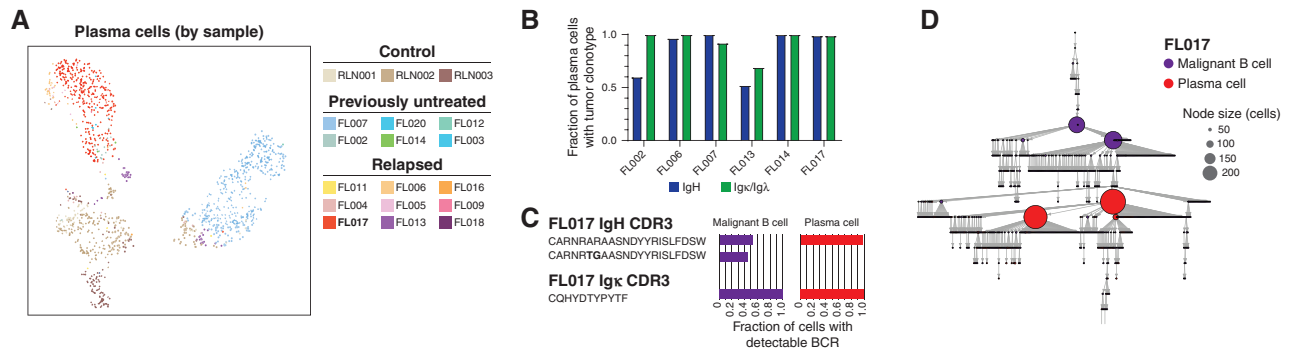 A
Plasma cells (by sample)
Control
RLN001 RLN002 RLN003
Previously untreated
FL007 FL020 FL012
FL002 FL014 FL003
Relapsed
FL011 FL006 FL016
FL004 FL005 FL009
FL017 FL013 FL018
B
Fraction of plasma cells
with tumor clonotype
1.0
0.5
0.0
FL002 FL006 FL007 FL013 FL014 FL017
IgH Igκ/Igλ
C
FL017 IgH CDR3
Malignant B cell Plasma cell
CARNRARAASNDYYRISLFDSW
CARNRTGAASNDYYRISLFDSW
FL017 Igκ CDR3
CQHYDTYPYTF
0 0.2 0.4 0.6 0.8 1.0 0 0.2 0.4 0.6 0.8 1.0
Fraction of cells with
detectable BCR
D
FL017
Malignant B cell
Plasma cell
Node size (cells)
50
100
150
200